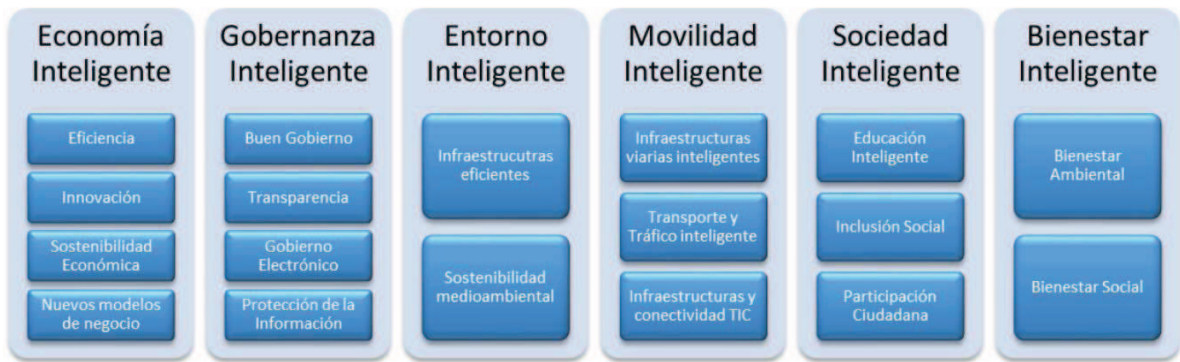 Economía
Inteligente
Eficiencia
Innovación
Sostenibilidad
Económica
Nuevos modelos
de negocio
Gobernanza
Inteligente
Buen Gobierno
Transparencia
Gobierno
Electrónico
Protección de la
Información
Entorno
Inteligente
Infraestrucutras
eficientes
Sostenibilidad
medioambiental
Movilidad
Inteligente
Infraestructuras
viarias inteligentes
Transporte y
Tráfico inteligente
Infraestructuras y
conectividad TIC
Sociedad
Inteligente
Educación
Inteligente
Inclusión Social
Participación
Ciudadana
Bienestar
Inteligente
Bienestar
Ambiental
Bienestar Social